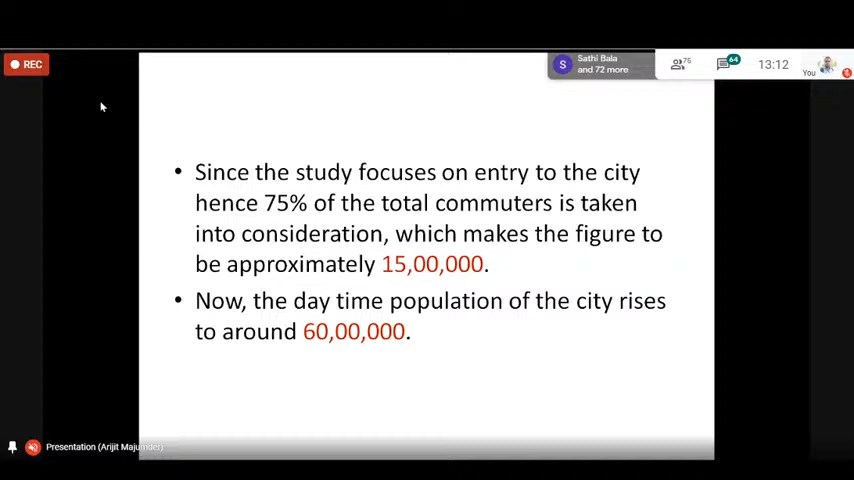 REC
S
Sathi Bala
and 72 more
75
64
13:12
You
• Since the study focuses on entry to the city
hence 75% of the total commuters is taken
into consideration, which makes the figure to
be approximately 15,00,000.
• Now, the day time population of the city rises
to around 60,00,000.
Presentation (Arijit Majumder)